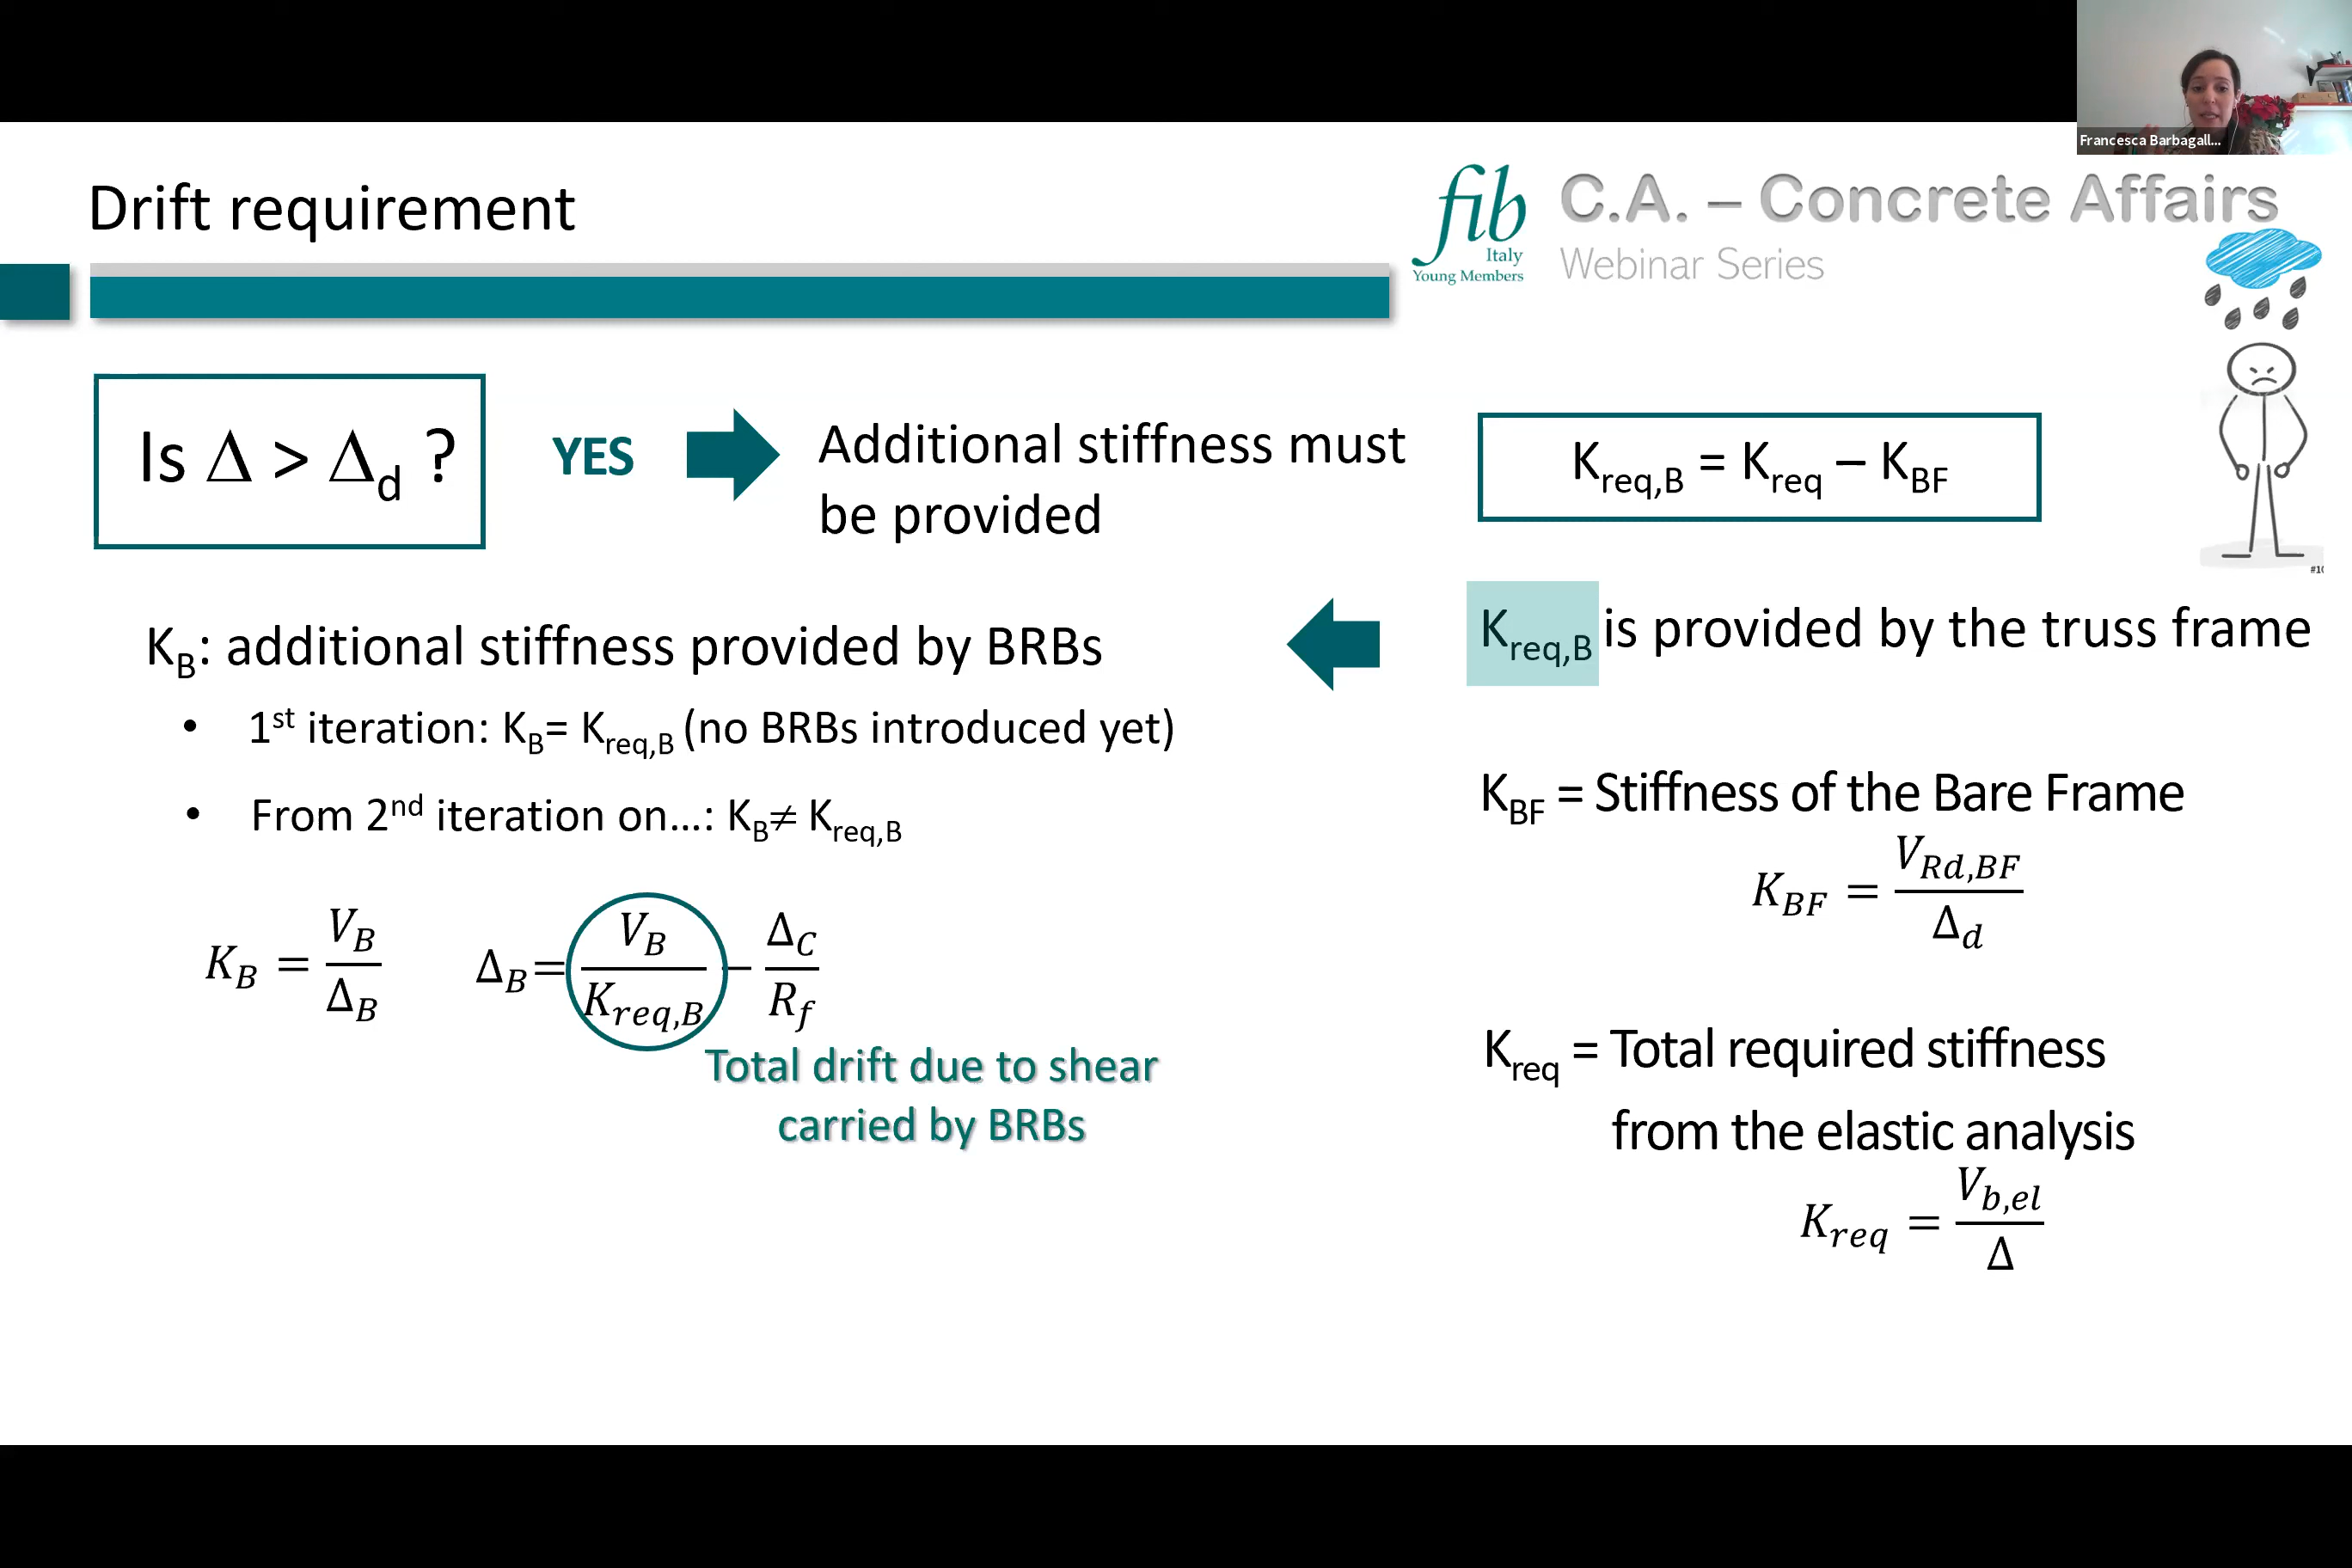 Francesca Barbagall...
Drift requirement
fib
Italy
Young Members
C.A. – Concrete Affairs
Webinar Series
Is Δ > Δd ?
YES
Additional stiffness must
be provided
Kreq,B = Kreq – KBF
#1
Kreq,B is provided by the truss frame
KB: additional stiffness provided by BRBs
• 1st iteration: KB= Kreq,B (no BRBs introduced yet)
• From 2nd iteration on…: KB≠ Kreq,B
KB = VB / ΔB
ΔB= VB / Kreq,B – ΔC / Rf
Total drift due to shear
carried by BRBs
KBF = Stiffness of the Bare Frame
KBF = VRd,BF / Δd
Kreq = Total required stiffness
from the elastic analysis
Kreq = Vb,el / Δ